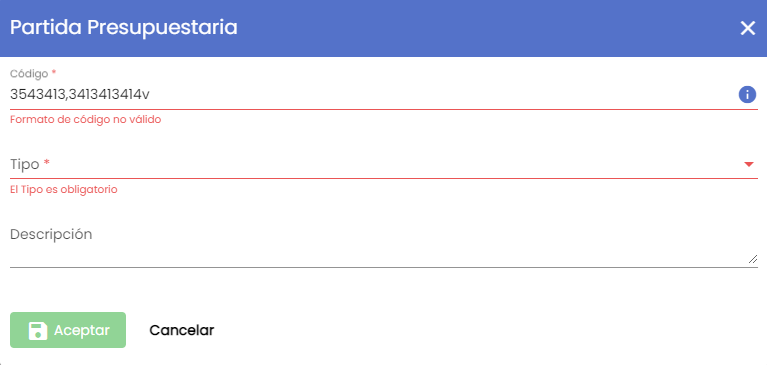 Partida Presupuestaria
Código *
3543413,3413413414v
Formato de código no válido
Tipo *
El Tipo es obligatorio
Descripción
Aceptar Cancelar